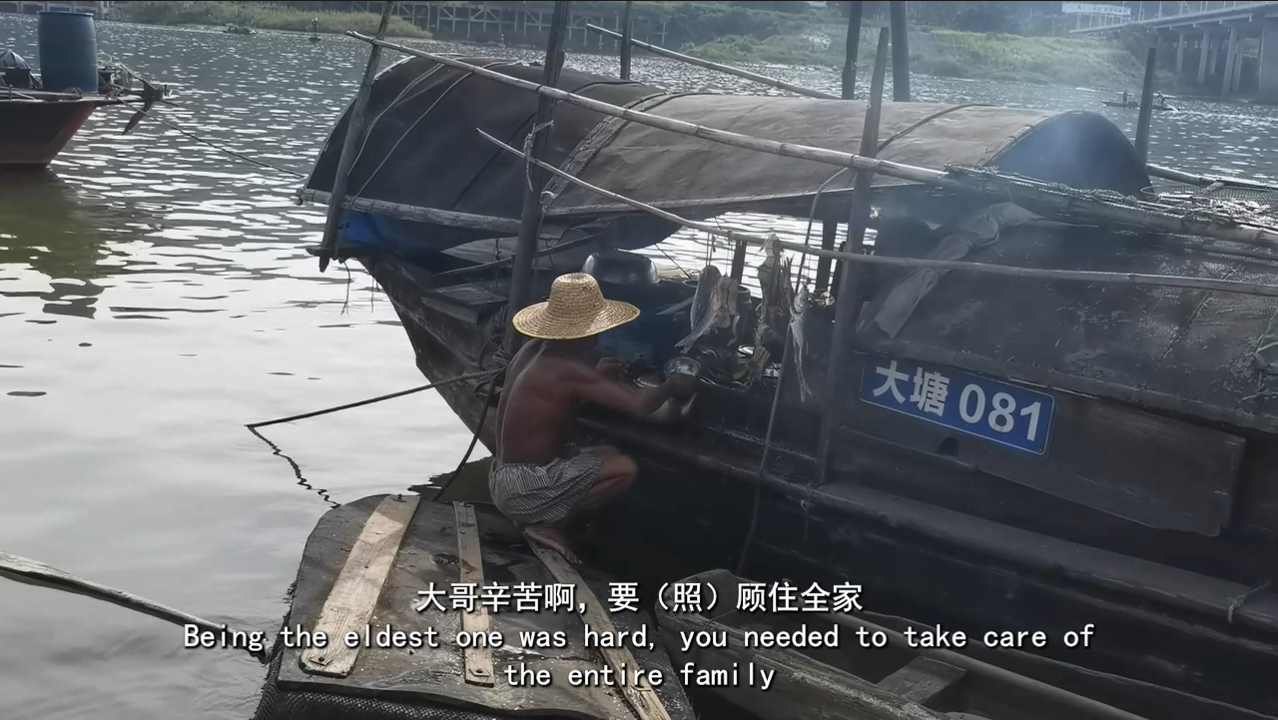 大塘 081
大哥辛苦啊，要（照）顾住全家
Being the eldest one was hard, you needed to take care of
the entire family